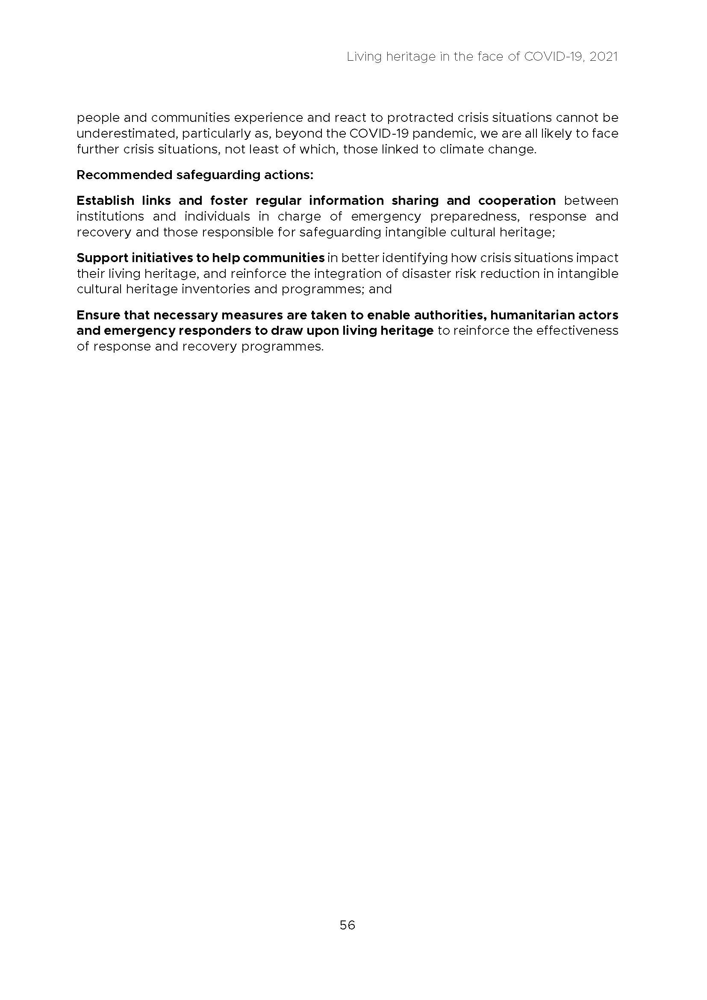 Living heritage in the face of COVID-19, 2021
people and communities experience and react to protracted crisis situations cannot be
underestimated, particularly as, beyond the COVID-19 pandemic, we are all likely to face
further crisis situations, not least of which, those linked to climate change.
Recommended safeguarding actions:
Establish links and foster regular information sharing and cooperation between
institutions and individuals in charge of emergency preparedness, response and
recovery and those responsible for safeguarding intangible cultural heritage;
Support initiatives to help communities in better identifying how crisis situations impact
their living heritage, and reinforce the integration of disaster risk reduction in intangible
cultural heritage inventories and programmes; and
Ensure that necessary measures are taken to enable authorities, humanitarian actors
and emergency responders to draw upon living heritage to reinforce the effectiveness
of response and recovery programmes.
56